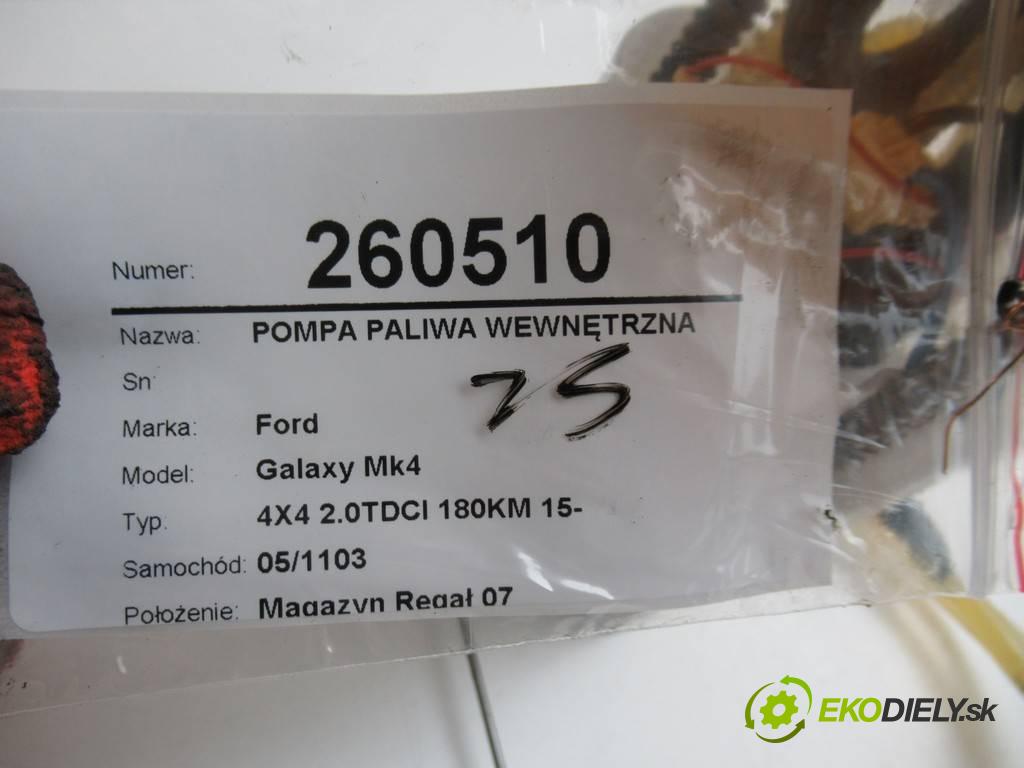 Numer: 260510
Nazwa: POMPA PALIWA WEWNĘTRZNA
Sn:
25
Marka: Ford
Model: Galaxy Mk4
Typ: 4X4 2.0TDCI 180KM 15-
Samochód: 05/1103
Położenie: Magazyn Regał 07
EKODIELY.sk